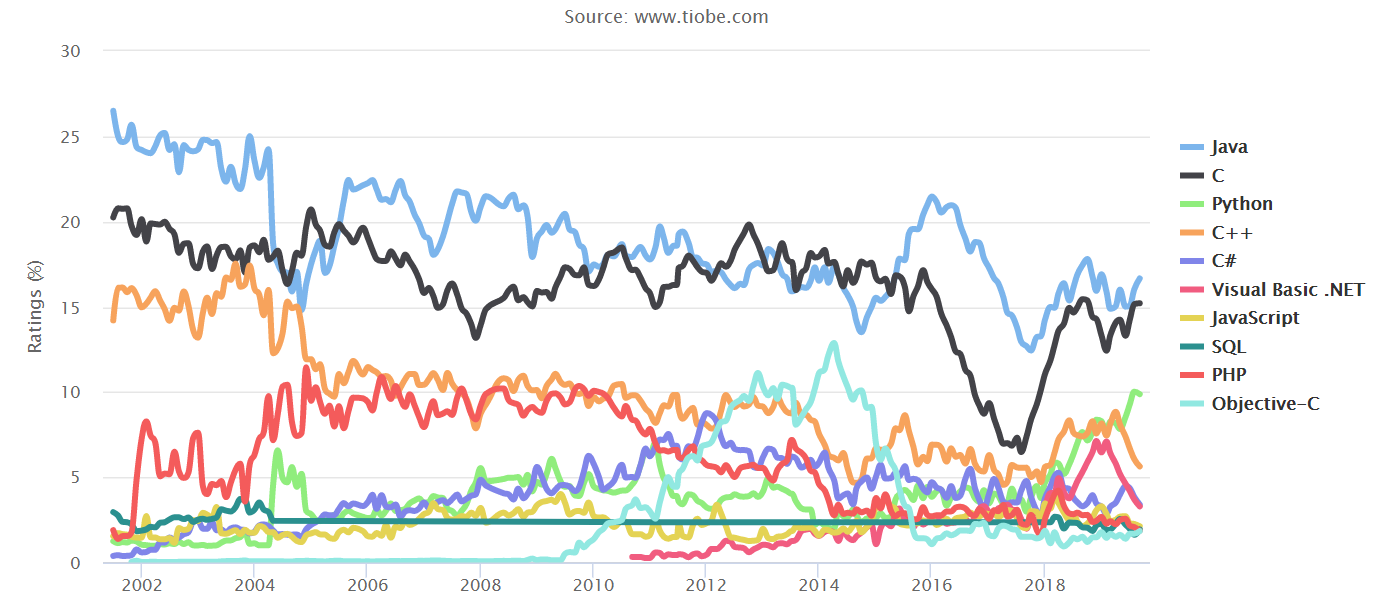 Source: www.tiobe.com
Ratings (%)
30
25
20
15
10
5
0
2002 2004 2006 2008 2010 2012 2014 2016 2018
Java
C
Python
C++
C#
Visual Basic .NET
JavaScript
SQL
PHP
Objective-C